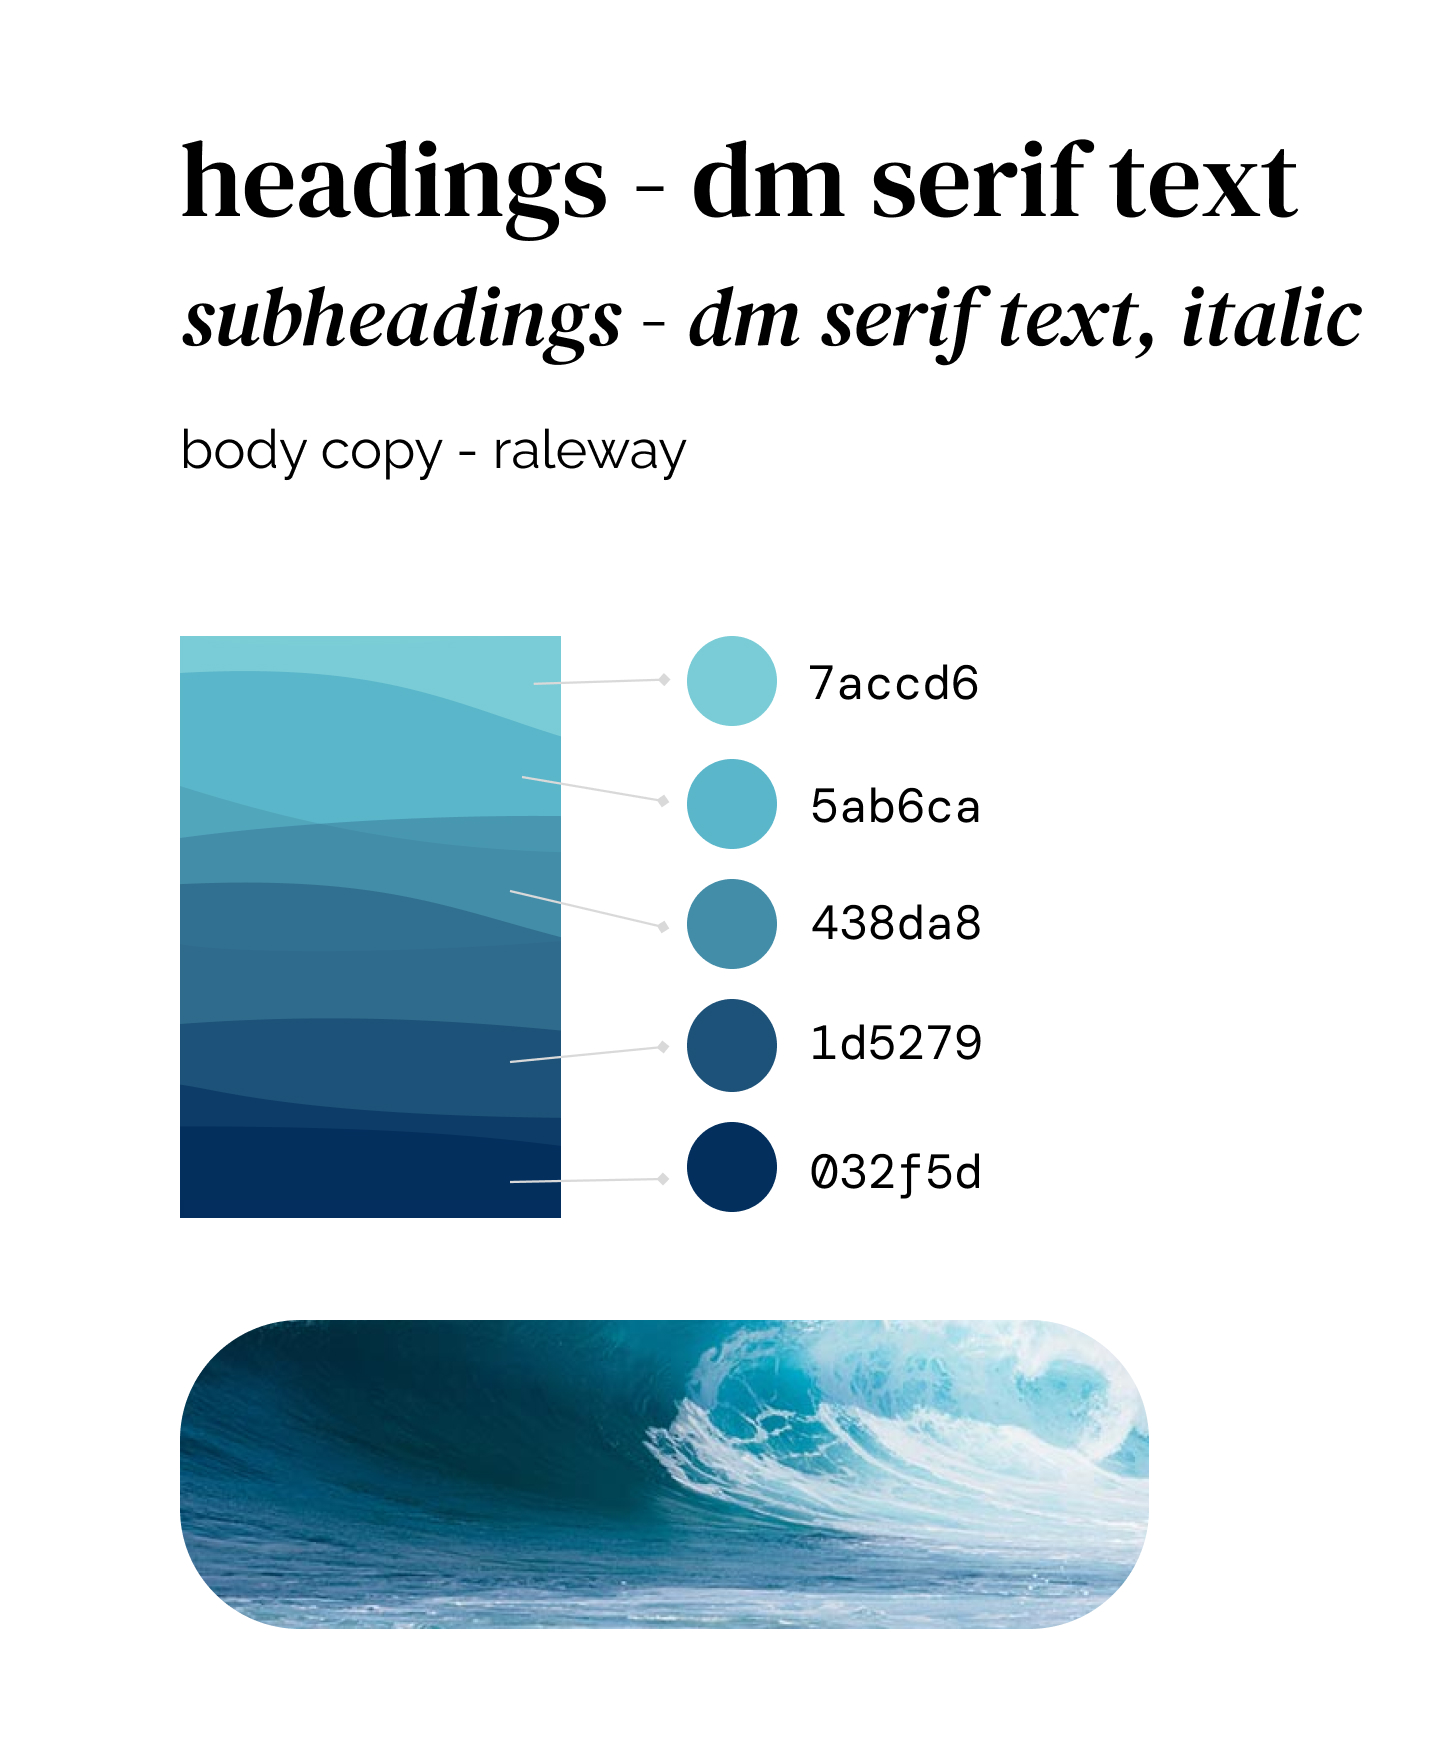 headings - dm serif text
subheadings - dm serif text, italic
body copy - raleway
7accd6
5ab6ca
438da8
1d5279
032f5d